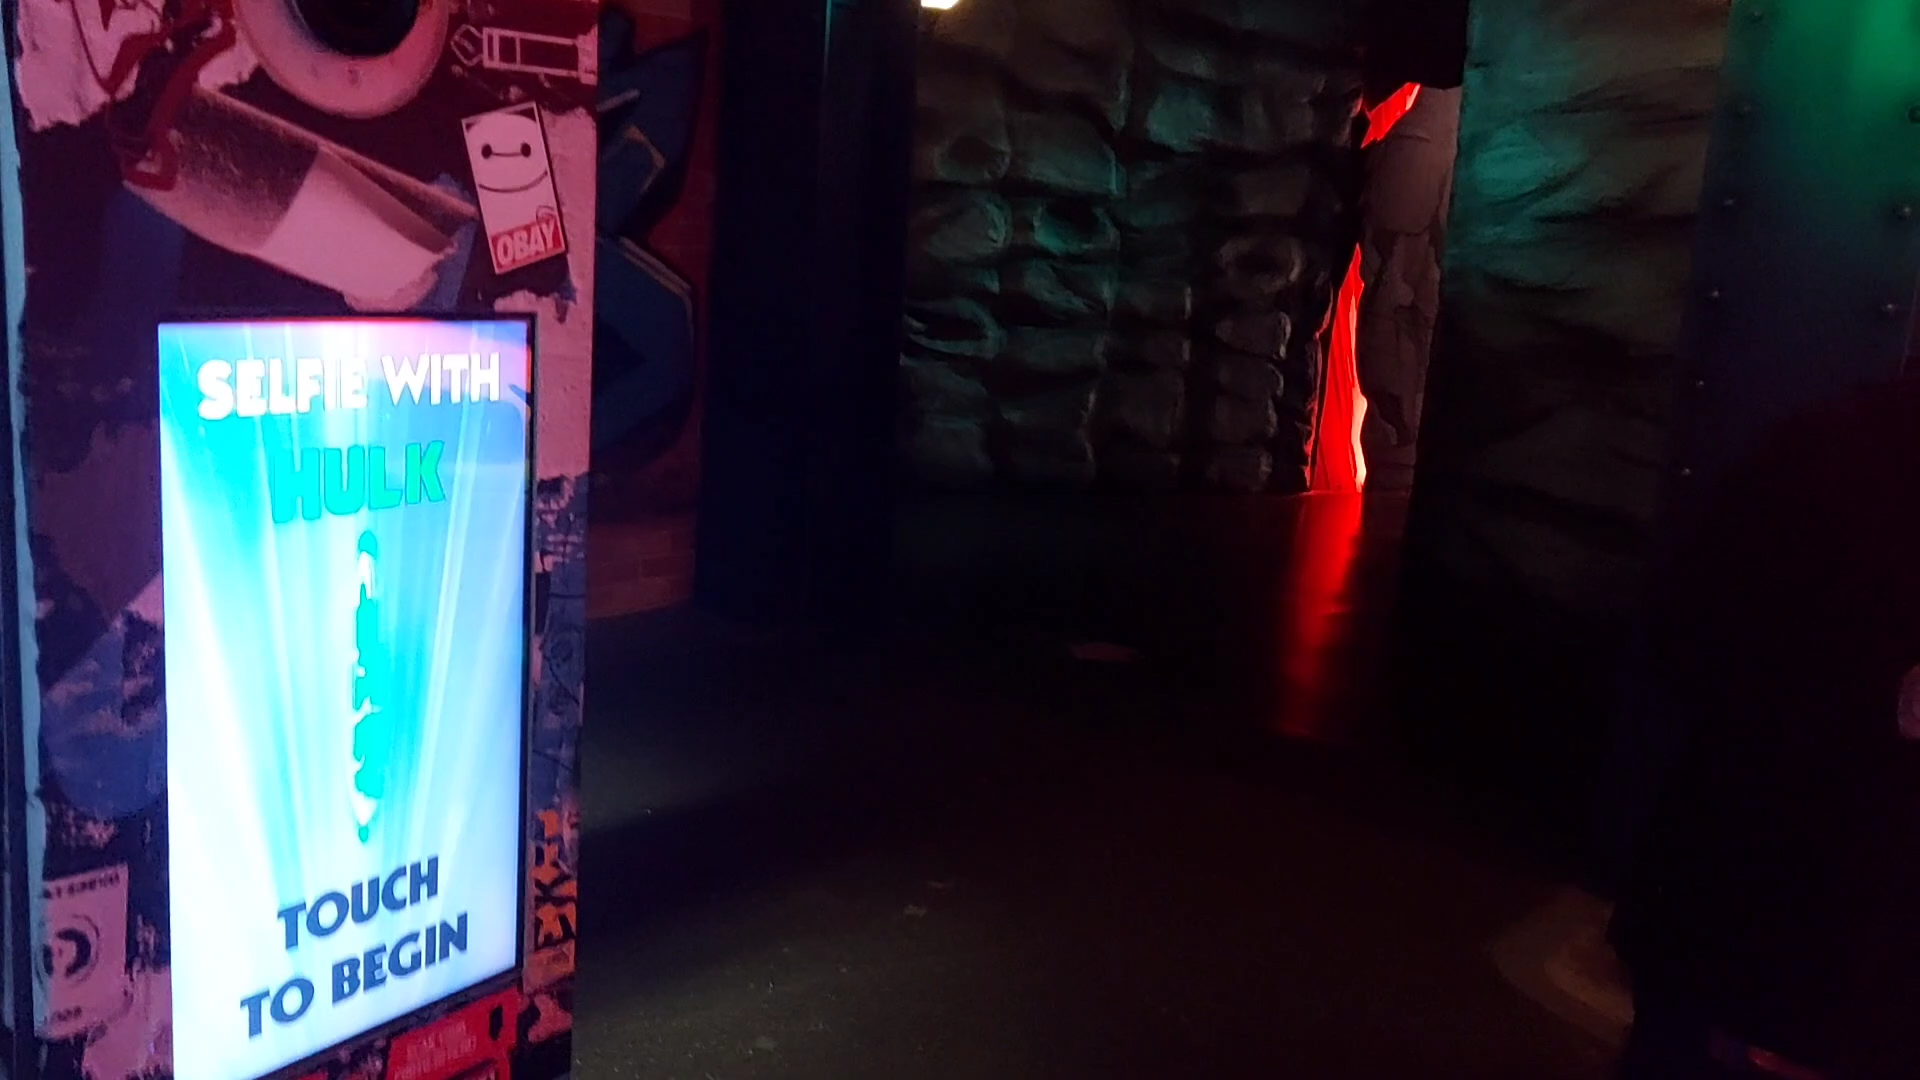 OBAY
SELFIE WITH
HULK
TOUCH
TO BEGIN